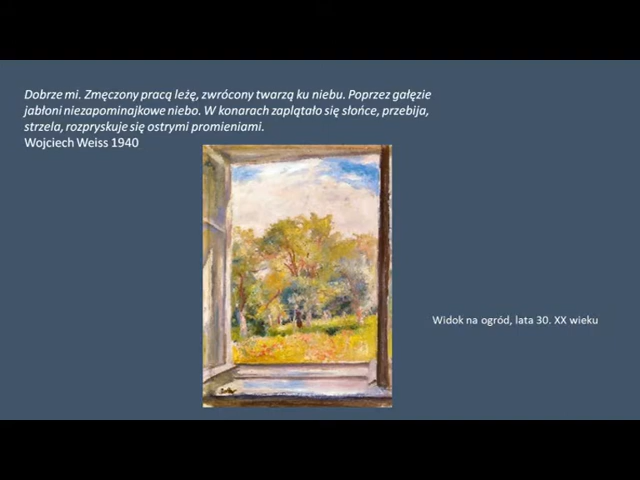 Dobrze mi. Zmęczony pracą leżę, zwrócony twarzą ku niebu. Poprzez gałęzie
jabłoni niezapominajkowe niebo. W konarach zaplątało się słońce, przebija,
strzela, rozpryskuje się ostrymi promieniami.
Wojciech Weiss 1940
Widok na ogród, lata 30. XX wieku